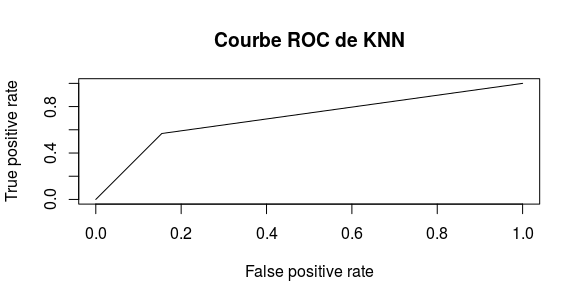 Courbe ROC de KNN
True positive rate
0.8
0.4
0.0
0.0 0.2 0.4 0.6 0.8 1.0
False positive rate